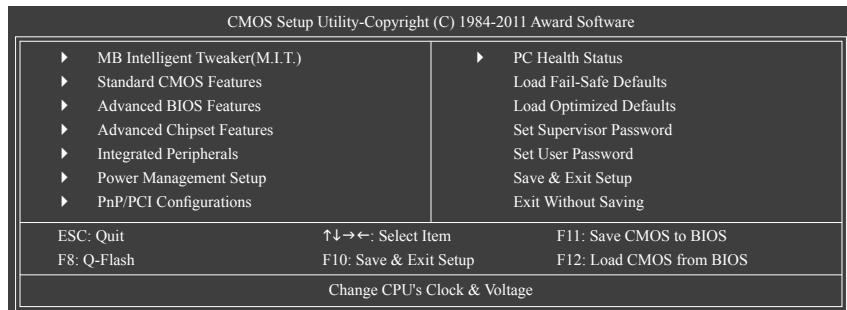 CMOS Setup Utility-Copyright (C) 1984-2011 Award Software
MB Intelligent Tweaker(M.I.T.)
Standard CMOS Features
Advanced BIOS Features
Advanced Chipset Features
Integrated Peripherals
Power Management Setup
PnP/PCI Configurations
PC Health Status
Load Fail-Safe Defaults
Load Optimized Defaults
Set Supervisor Password
Set User Password
Save & Exit Setup
Exit Without Saving
ESC: Quit ↑↓→←: Select Item F11: Save CMOS to BIOS
F8: Q-Flash F10: Save & Exit Setup F12: Load CMOS from BIOS
Change CPU's Clock & Voltage